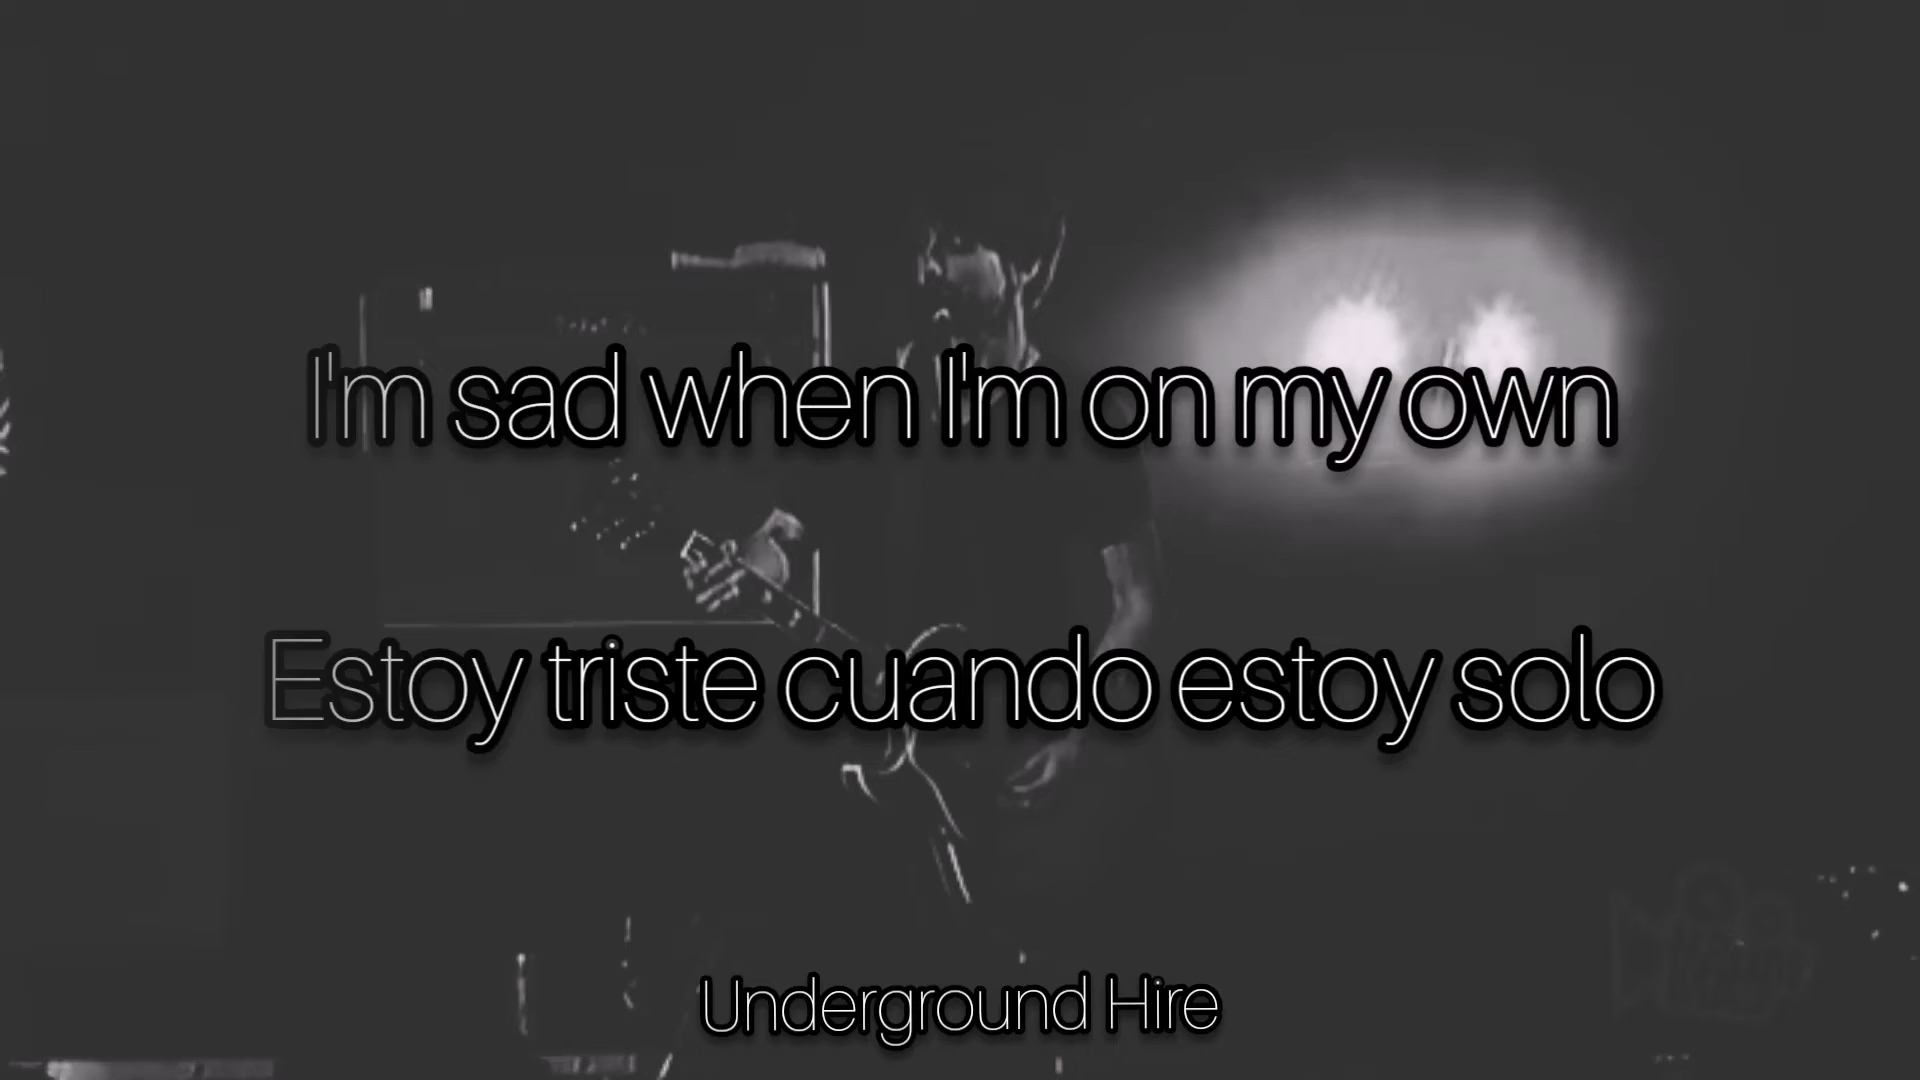 I'm sad when I'm on my own
Estoy triste cuando estoy solo
Underground Hire